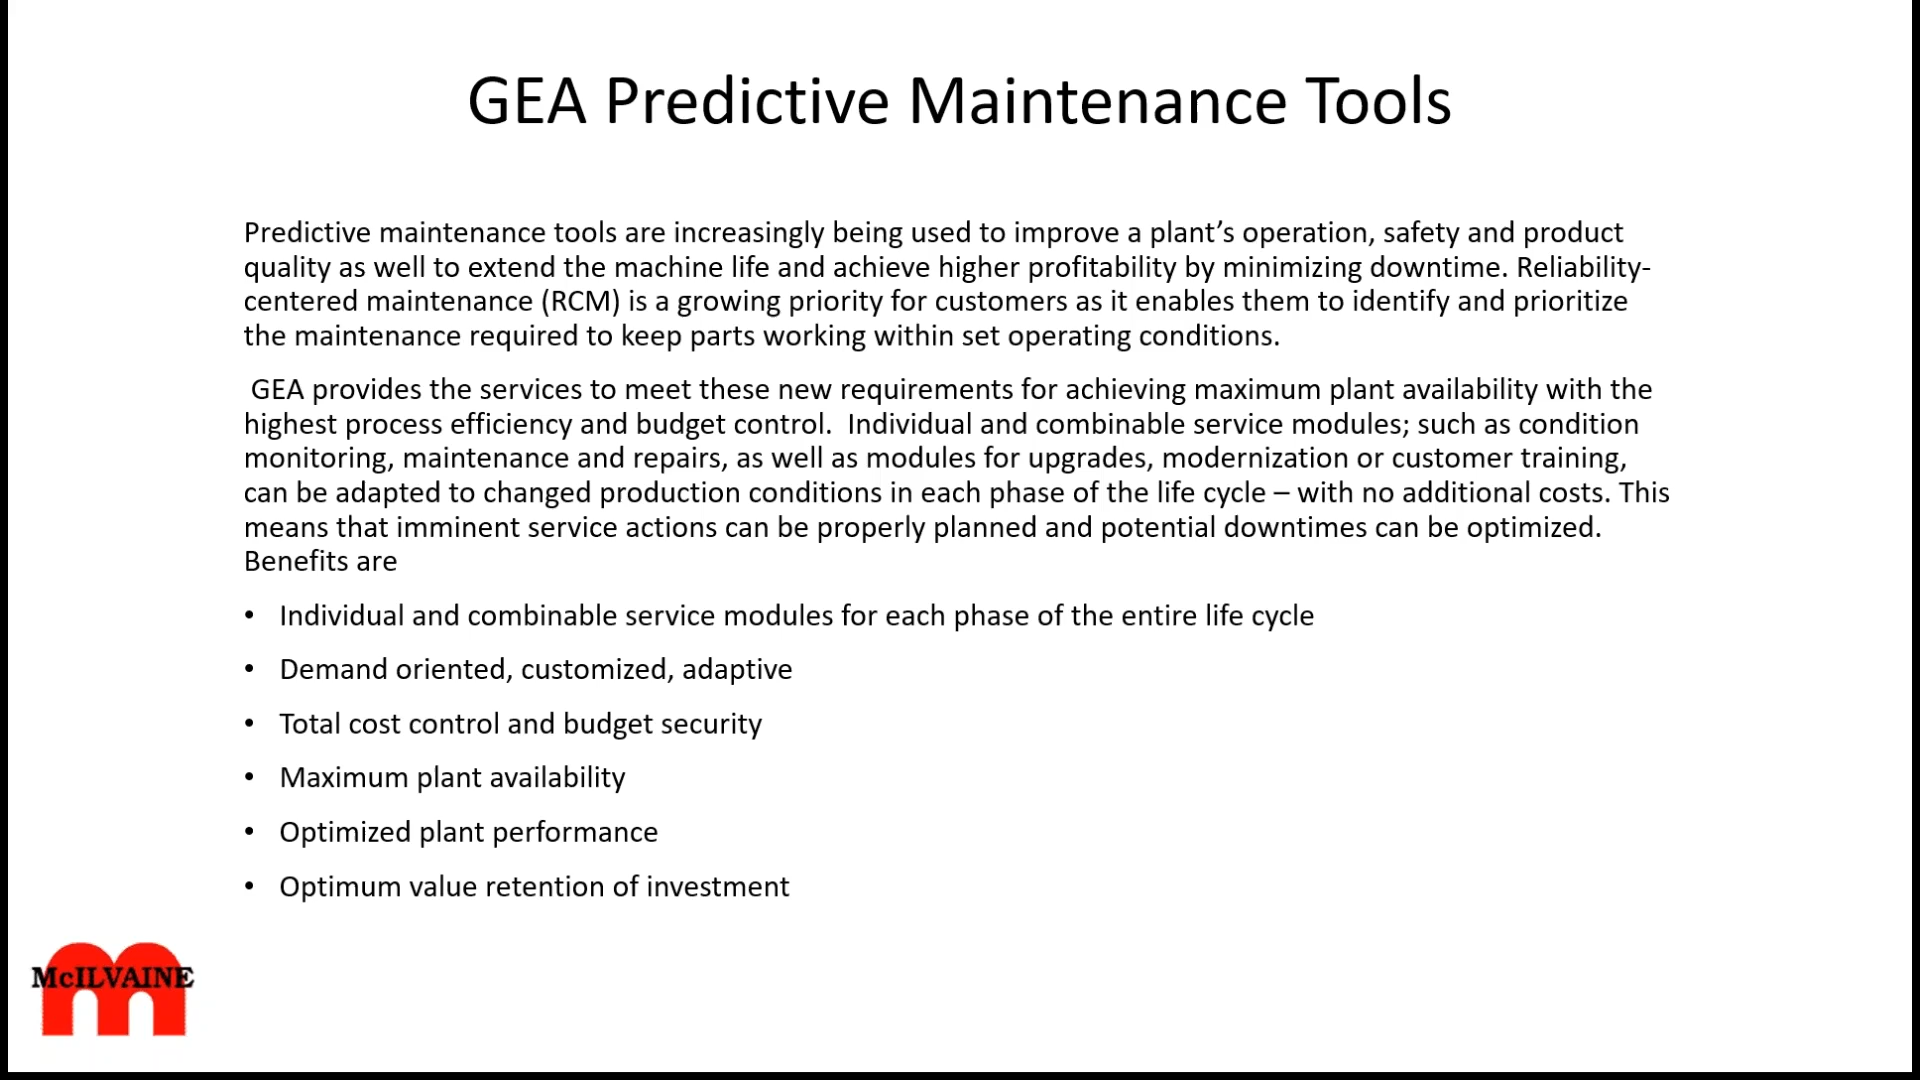 GEA Predictive Maintenance Tools
Predictive maintenance tools are increasingly being used to improve a plant’s operation, safety and product
quality as well to extend the machine life and achieve higher profitability by minimizing downtime. Reliability-
centered maintenance (RCM) is a growing priority for customers as it enables them to identify and prioritize
the maintenance required to keep parts working within set operating conditions.
GEA provides the services to meet these new requirements for achieving maximum plant availability with the
highest process efficiency and budget control.  Individual and combinable service modules; such as condition
monitoring, maintenance and repairs, as well as modules for upgrades, modernization or customer training,
can be adapted to changed production conditions in each phase of the life cycle – with no additional costs. This
means that imminent service actions can be properly planned and potential downtimes can be optimized.
Benefits are
• Individual and combinable service modules for each phase of the entire life cycle
• Demand oriented, customized, adaptive
• Total cost control and budget security
• Maximum plant availability
• Optimized plant performance
• Optimum value retention of investment
McILVAINE